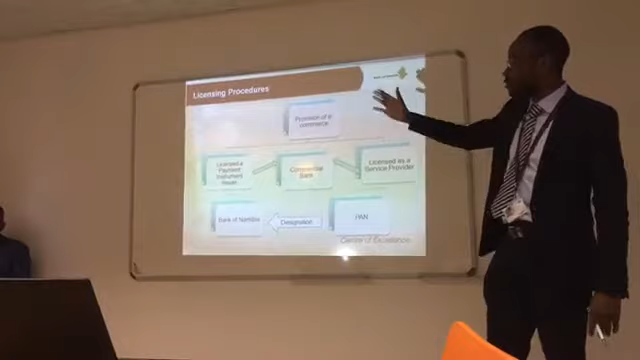 Licensing Procedures
Provision of e
commerce
Licensed a
Payment
Instrument
Issuer
Commercial
Bank
Licensed as a
Service Provider
Bank of Namibia
Designation
PAN
Centre of Excellence